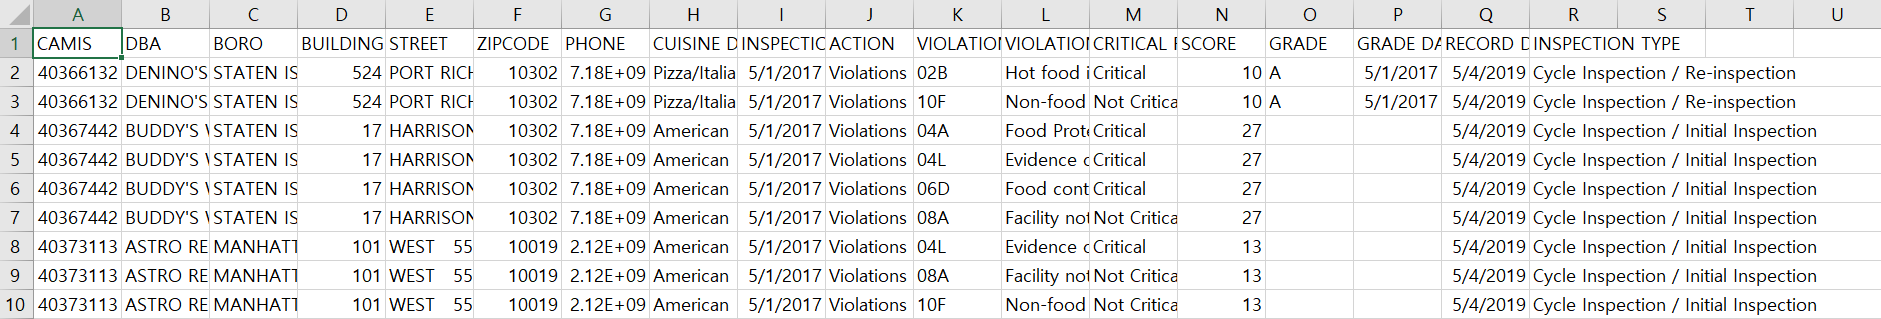 A B C D E F G H I J K L M N O P Q R S T U
1 CAMIS DBA BORO BUILDING STREET ZIPCODE PHONE CUISINE D INSPECTIC ACTION VIOLATIO VIOLATIO CRITICAL F SCORE GRADE GRADE DA RECORD D INSPECTION TYPE
2 40366132 DENINO'S STATEN IS 524 PORT RICH 10302 7.18E+09 Pizza/Italia 5/1/2017 Violations 02B Hot food i Critical 10 A 5/1/2017 5/4/2019 Cycle Inspection / Re-inspection
3 40366132 DENINO'S STATEN IS 524 PORT RICH 10302 7.18E+09 Pizza/Italia 5/1/2017 Violations 10F Non-food Not Critica 10 A 5/1/2017 5/4/2019 Cycle Inspection / Re-inspection
4 40367442 BUDDY'S STATEN IS 17 HARRISON 10302 7.18E+09 American 5/1/2017 Violations 04A Food Prote Critical 27 5/4/2019 Cycle Inspection / Initial Inspection
5 40367442 BUDDY'S STATEN IS 17 HARRISON 10302 7.18E+09 American 5/1/2017 Violations 04L Evidence c Critical 27 5/4/2019 Cycle Inspection / Initial Inspection
6 40367442 BUDDY'S STATEN IS 17 HARRISON 10302 7.18E+09 American 5/1/2017 Violations 06D Food cont Critical 27 5/4/2019 Cycle Inspection / Initial Inspection
7 40367442 BUDDY'S STATEN IS 17 HARRISON 10302 7.18E+09 American 5/1/2017 Violations 08A Facility not Not Critica 27 5/4/2019 Cycle Inspection / Initial Inspection
8 40373113 ASTRO RE MANHATT 101 WEST 55 10019 2.12E+09 American 5/1/2017 Violations 04L Evidence c Critical 13 5/4/2019 Cycle Inspection / Initial Inspection
9 40373113 ASTRO RE MANHATT 101 WEST 55 10019 2.12E+09 American 5/1/2017 Violations 08A Facility not Not Critica 13 5/4/2019 Cycle Inspection / Initial Inspection
10 40373113 ASTRO RE MANHATT 101 WEST 55 10019 2.12E+09 American 5/1/2017 Violations 10F Non-food Not Critica 13 5/4/2019 Cycle Inspection / Initial Inspection